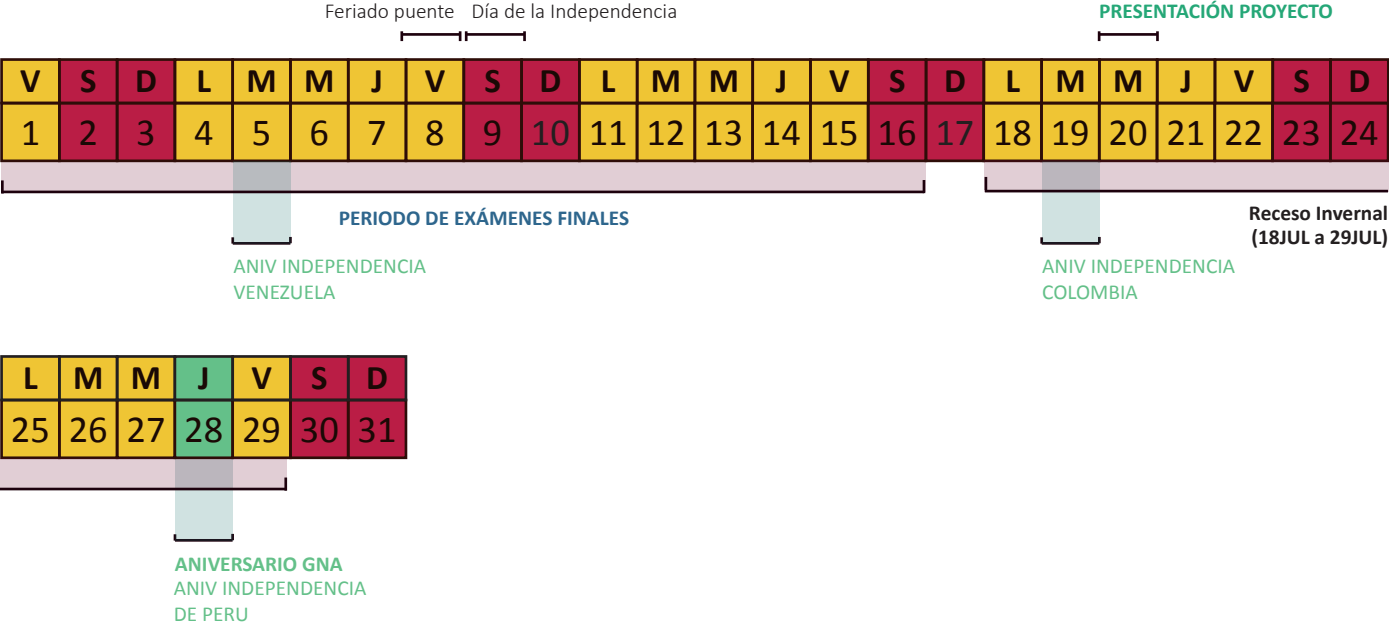 Feriado puente Día de la Independencia PRESENTACIÓN PROYECTO
V S D L M M J V S D L M M J V S D L M M J V S D
1 2 3 4 5 6 7 8 9 10 11 12 13 14 15 16 17 18 19 20 21 22 23 24
PERIODO DE EXÁMENES FINALES
Receso Invernal
(18JUL a 29JUL)
ANIV INDEPENDENCIA
VENEZUELA
ANIV INDEPENDENCIA
COLOMBIA
L M M J V S D
25 26 27 28 29 30 31
ANIVERSARIO GNA
ANIV INDEPENDENCIA
DE PERU